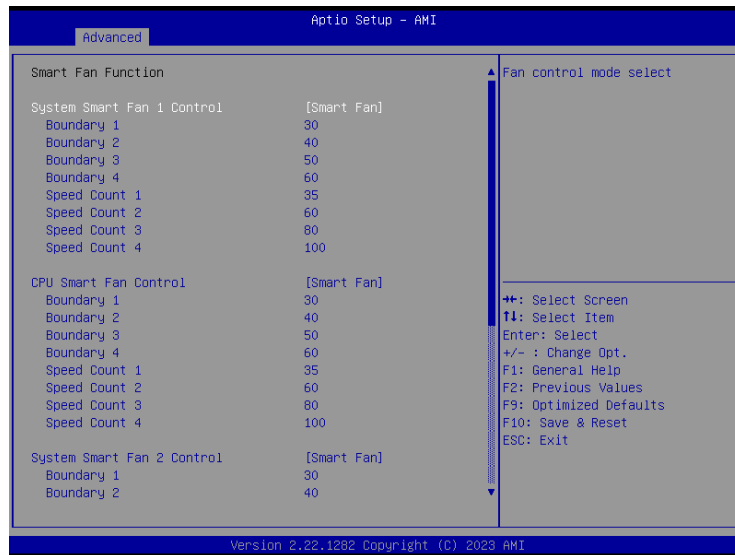 Aptio Setup - AMI
Advanced
Smart Fan Function
System Smart Fan 1 Control [Smart Fan]
Boundary 1 30
Boundary 2 40
Boundary 3 50
Boundary 4 60
Speed Count 1 35
Speed Count 2 60
Speed Count 3 80
Speed Count 4 100
CPU Smart Fan Control [Smart Fan]
Boundary 1 30
Boundary 2 40
Boundary 3 50
Boundary 4 60
Speed Count 1 35
Speed Count 2 60
Speed Count 3 80
Speed Count 4 100
System Smart Fan 2 Control [Smart Fan]
Boundary 1 30
Boundary 2 40
Fan control mode select
→←: Select Screen
↑↓: Select Item
Enter: Select
+/- : Change Opt.
F1: General Help
F2: Previous Values
F9: Optimized Defaults
F10: Save & Reset
ESC: Exit
Version 2.22.1282 Copyright (C) 2023 AMI